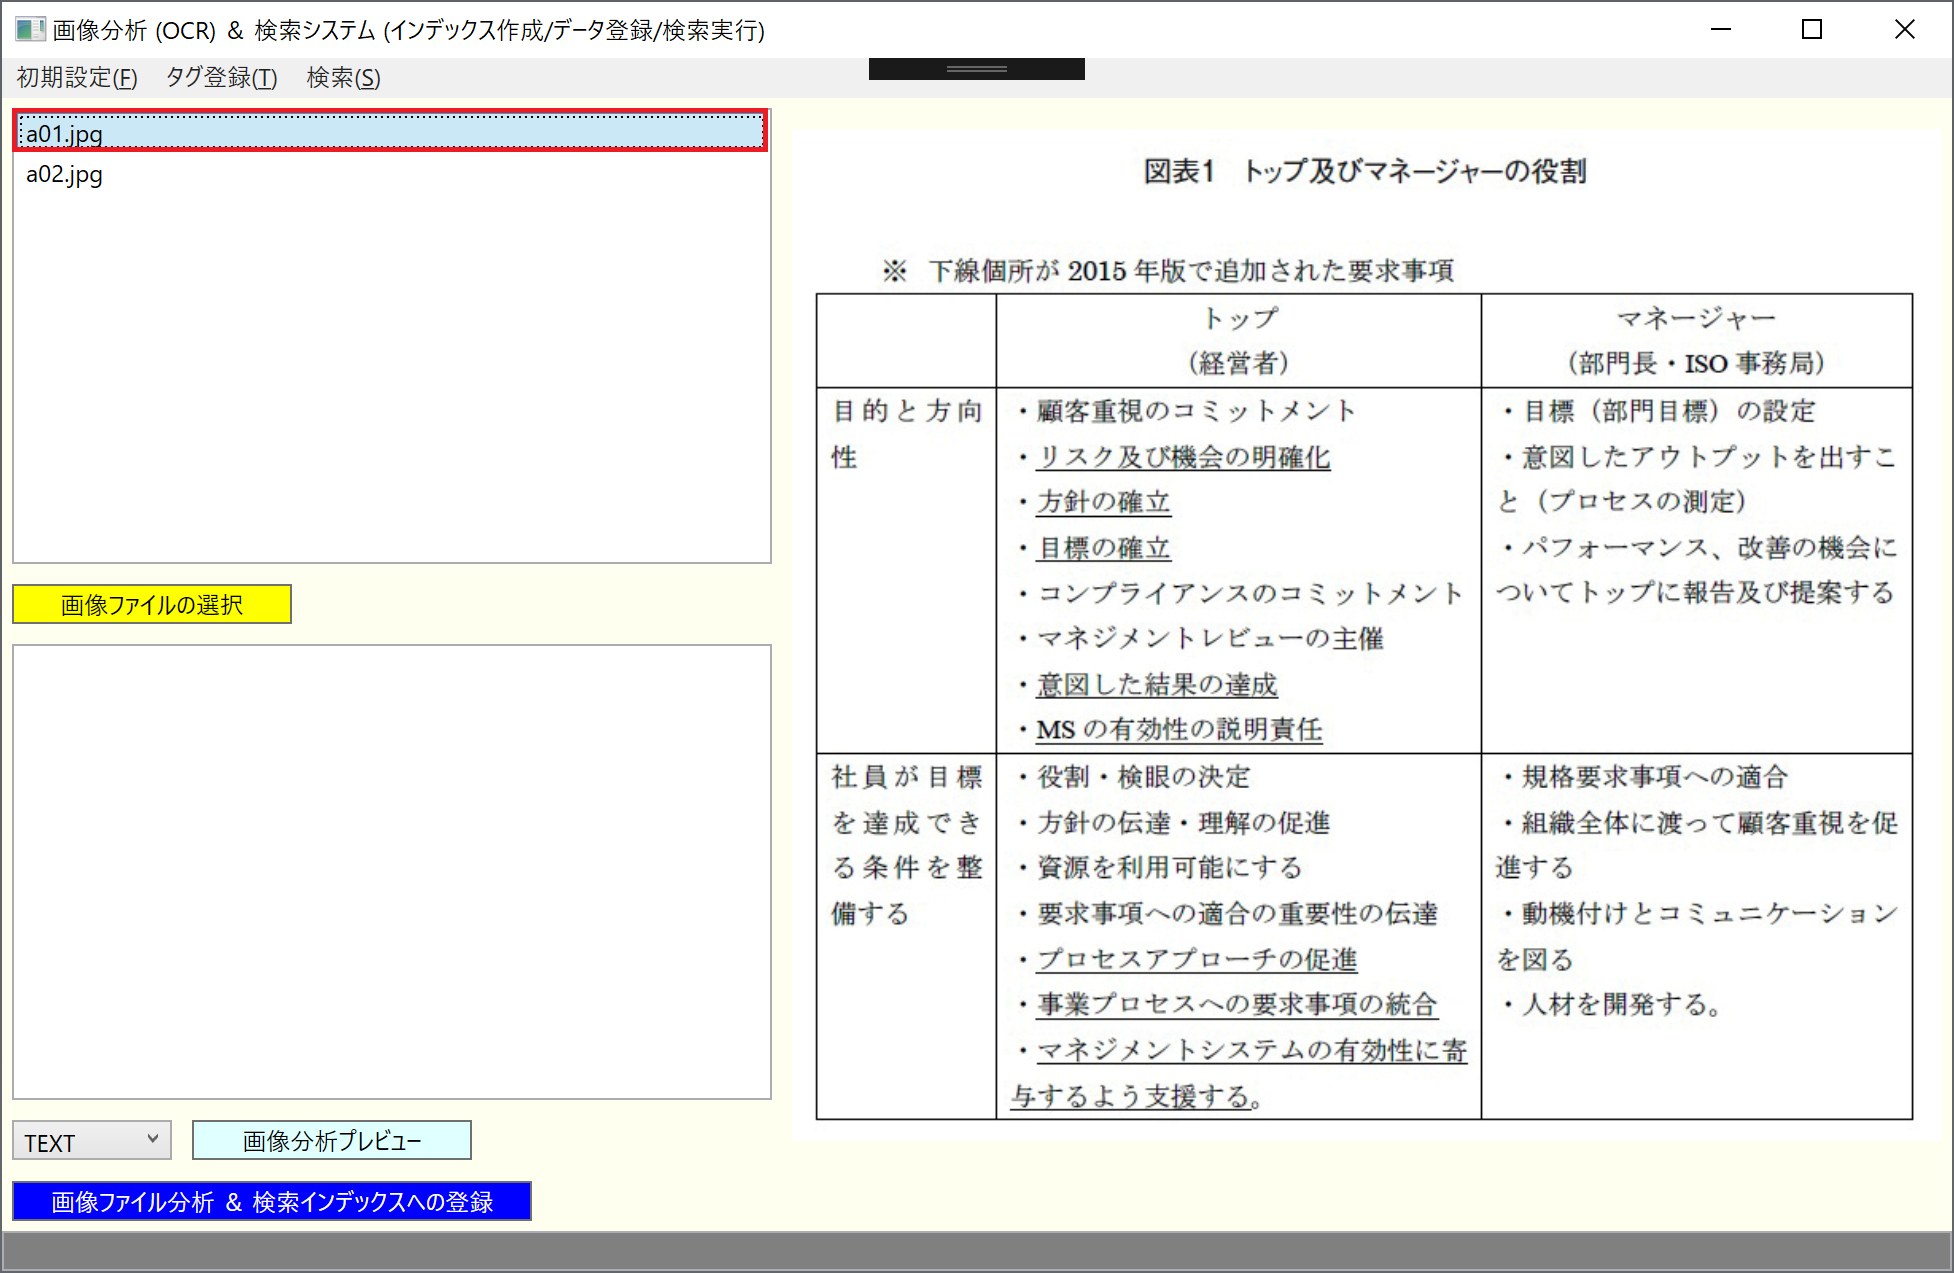 画像分析 (OCR) ＆ 検索システム (インデックス作成/データ登録/検索実行)
初期設定(F) タグ登録(T) 検索(S)
a01.jpg
a02.jpg
画像ファイルの選択
TEXT
画像分析プレビュー
画像ファイル分析 ＆ 検索インデックスへの登録
図表1　トップ及びマネージャーの役割
※　下線個所が 2015 年版で追加された要求事項
トップ
（経営者）
マネージャー
（部門長・ISO 事務局）
目的と方向
性
・顧客重視のコミットメント
・リスク及び機会の明確化
・方針の確立
・目標の確立
・コンプライアンスのコミットメント
・マネジメントレビューの主催
・意図した結果の達成
・MS の有効性の説明責任
・目標（部門目標）の設定
・意図したアウトプットを出すこ
と（プロセスの測定）
・パフォーマンス、改善の機会に
ついてトップに報告及び提案する
社員が目標
を達成でき
る条件を整
備する
・役割・検眼の決定
・方針の伝達・理解の促進
・資源を利用可能にする
・要求事項への適合の重要性の伝達
・プロセスアプローチの促進
・事業プロセスへの要求事項の統合
・マネジメントシステムの有効性に寄
与するよう支援する。
・規格要求事項への適合
・組織全体に渡って顧客重視を促
進する
・動機付けとコミュニケーション
を図る
・人材を開発する。